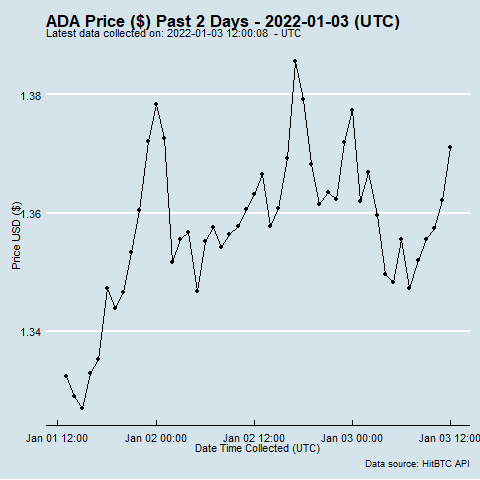 ADA Price ($) Past 2 Days - 2022-01-03 (UTC)
Latest data collected on: 2022-01-03 12:00:08 - UTC
1.38
1.36
1.34
Price USD ($)
Jan 01 12:00 Jan 02 00:00 Jan 02 12:00 Jan 03 00:00 Jan 03 12:00
Date Time Collected (UTC)
Data source: HitBTC API